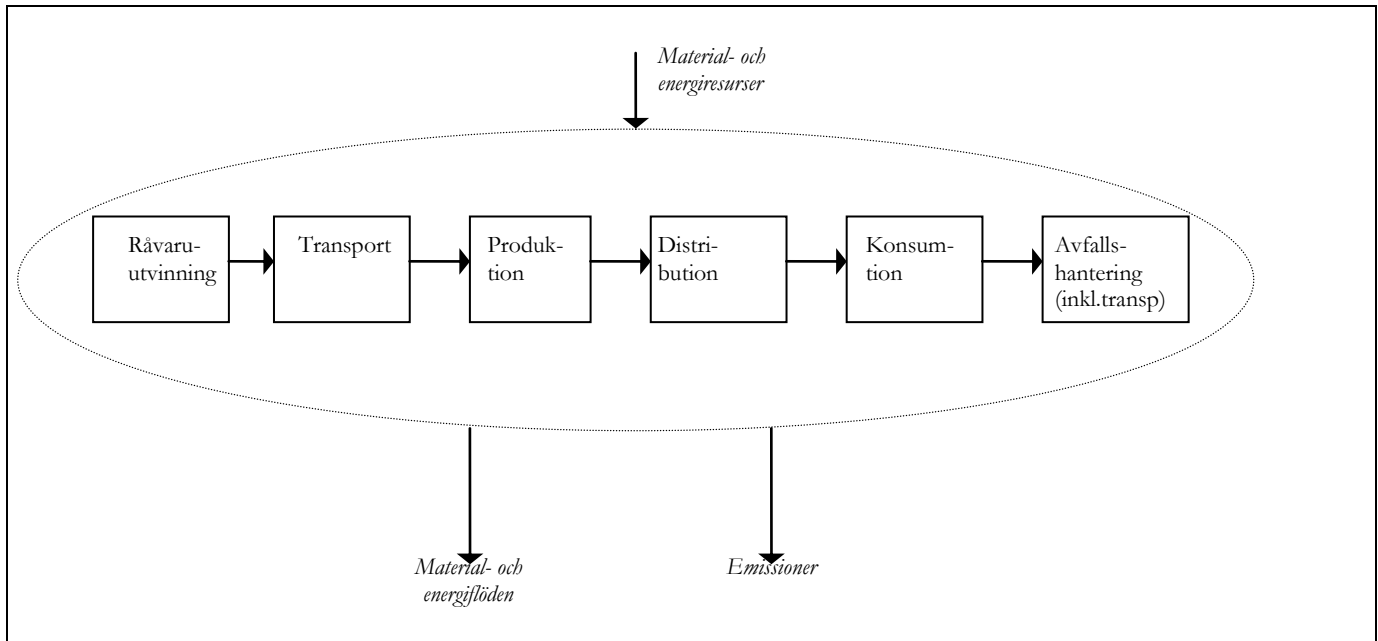 Material- och
energiresurser
Råvaru-
utvinning
Transport
Produk-
tion
Distri-
bution
Konsum-
tion
Avfalls-
hantering
(inkl.transp)
Material- och
energiflöden
Emissioner